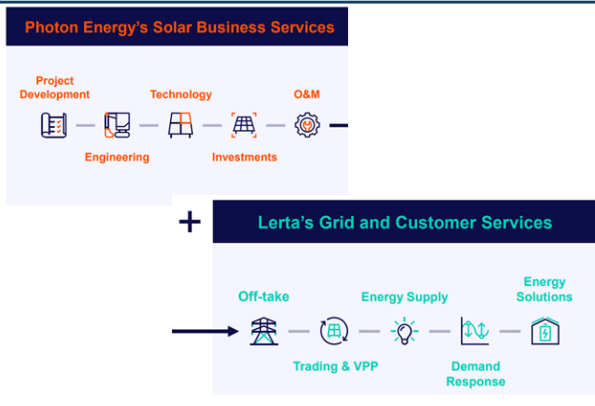 Photon Energy's Solar Business Services
Project
Development
Engineering
Technology
Investments
O&M
+
Lerta's Grid and Customer Services
Off-take
Trading & VPP
Energy Supply
Demand
Response
Energy
Solutions